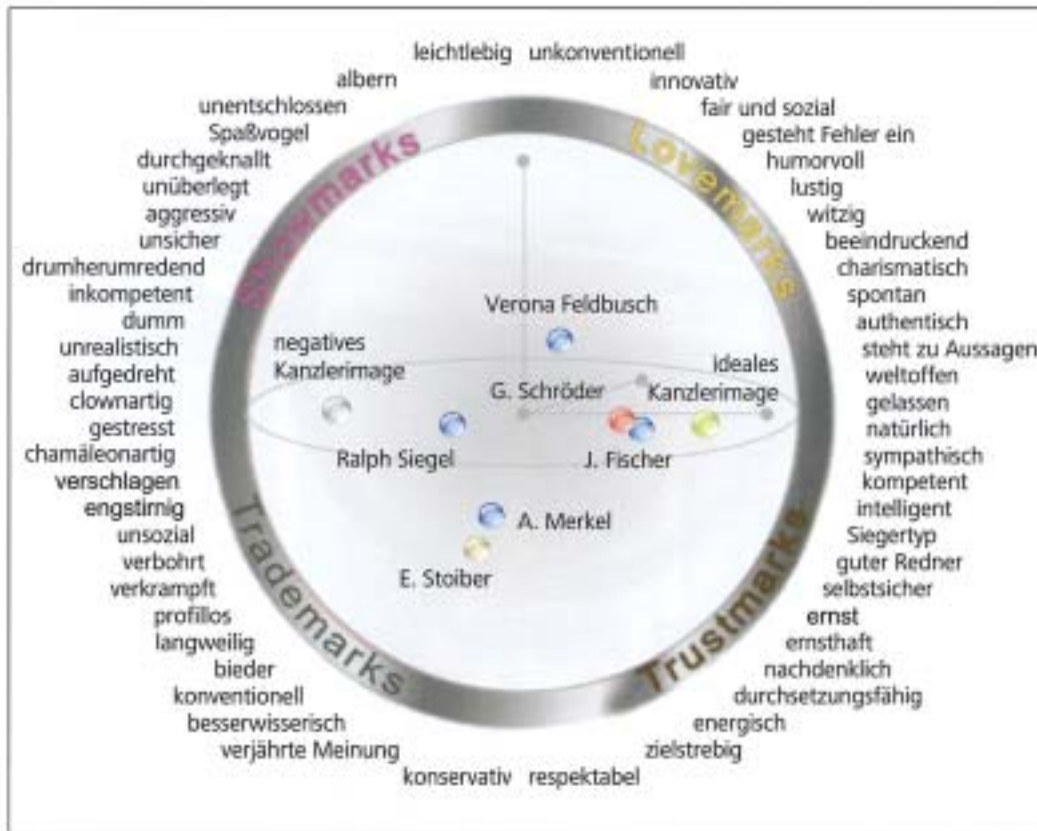 leichtlebig unkonventionell
albern
innovativ
unentschlossen
fair und sozial
Spaßvogel
gesteht Fehler ein
durchgeknallt
humorvoll
unüberlegt
lustig
aggressiv
witzig
unsicher
beeindruckend
drumherumredend
charismatisch
inkompetent
spontan
dumm
authentisch
unrealistisch
steht zu Aussagen
aufgedreht
weltoffen
clownartig
gelassen
gestresst
natürlich
chamäleonartig
sympathisch
verschlagen
kompetent
engstirnig
intelligent
unsozial
Siegertyp
verbohrt
guter Redner
verkrampft
selbstsicher
profillos
ernst
langweilig
ernsthaft
bieder
nachdenklich
konventionell
durchsetzungsfähig
besserwisserisch
energisch
verjährte Meinung
zielstrebig
konservativ respektabel
Showmarks
Lovemarks
Trademarks
Trustmarks
Verona Feldbusch
negatives
Kanzlerimage
ideales
Kanzlerimage
G. Schröder
Ralph Siegel
J. Fischer
A. Merkel
E. Stoiber